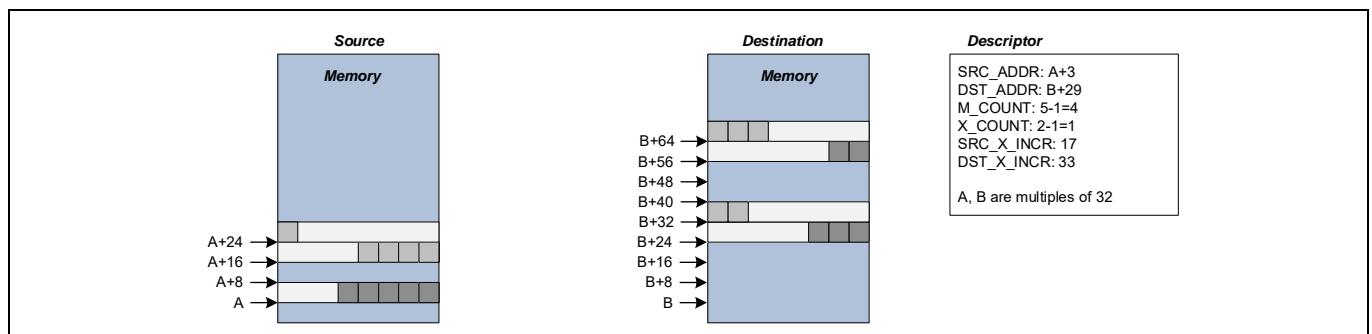 Source
Memory
A+24
A+16
A+8
A
Destination
Memory
B+64
B+56
B+48
B+40
B+32
B+24
B+16
B+8
B
Descriptor
SRC_ADDR: A+3
DST_ADDR: B+29
M_COUNT: 5-1=4
X_COUNT: 2-1=1
SRC_X_INCR: 17
DST_X_INCR: 33
A, B are multiples of 32